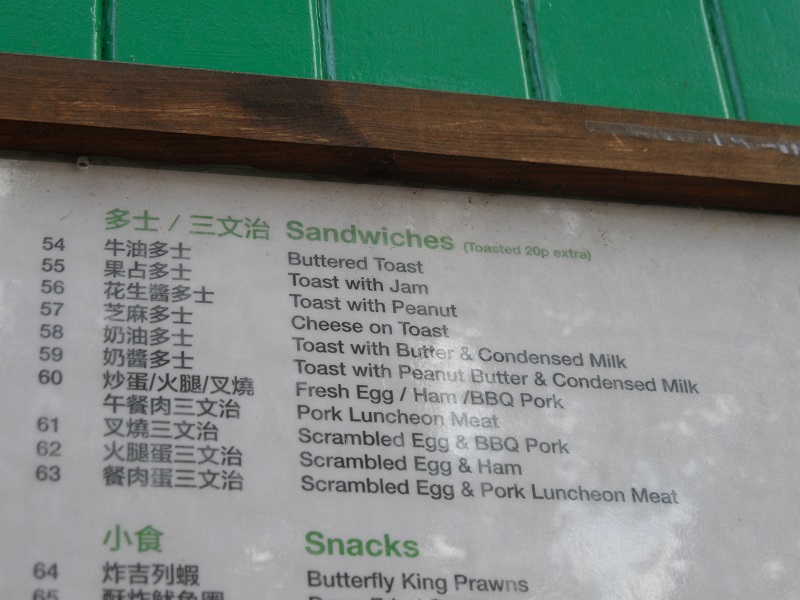 多士 / 三文治 Sandwiches (Toasted 20p extra)
54 牛油多士 Buttered Toast
55 果占多士 Toast with Jam
56 花生醬多士 Toast with Peanut
57 芝麻多士 Cheese on Toast
58 奶油多士 Toast with Butter & Condensed Milk
59 奶醬多士 Toast with Peanut Butter & Condensed Milk
60 炒蛋/火腿/叉燒 Fresh Egg / Ham /BBQ Pork
午餐肉三文治 Pork Luncheon Meat
61 叉燒三文治 Scrambled Egg & BBQ Pork
62 火腿蛋三文治 Scrambled Egg & Ham
63 餐肉蛋三文治 Scrambled Egg & Pork Luncheon Meat
小食 Snacks
64 炸吉列蝦 Butterfly King Prawns
65